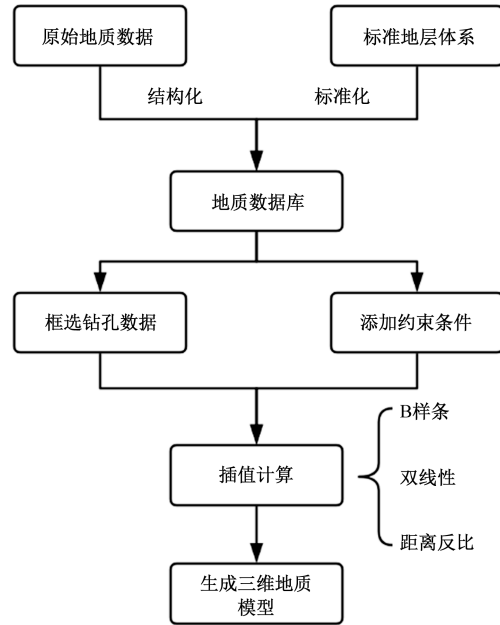 原始地质数据
标准地层体系
结构化
标准化
地质数据库
框选钻孔数据
添加约束条件
B样条
插值计算
双线性
距离反比
生成三维地质
模型